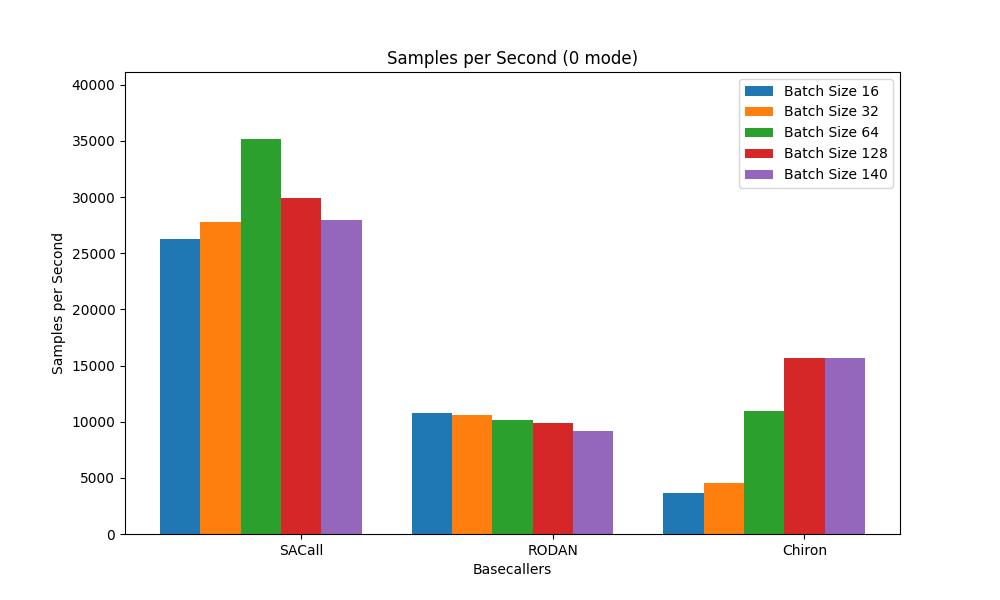 Samples per Second (0 mode)
40000
35000
30000
25000
20000
15000
10000
5000
0
Samples per Second
Batch Size 16
Batch Size 32
Batch Size 64
Batch Size 128
Batch Size 140
SACall
RODAN
Chiron
Basecallers